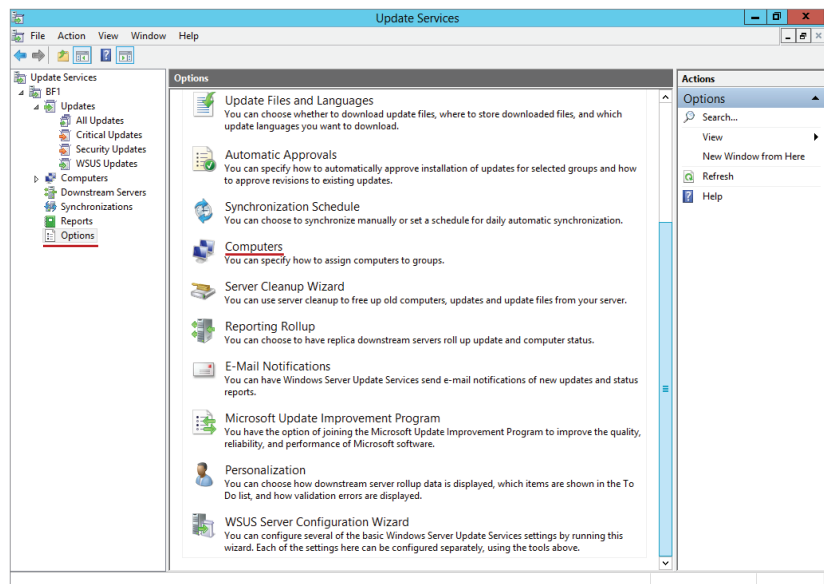 Update Services
File Action View Window Help
Update Services
BF1
Updates
All Updates
Critical Updates
Security Updates
WSUS Updates
Computers
Downstream Servers
Synchronizations
Reports
Options
Options
Update Files and Languages
You can choose whether to download update files, where to store downloaded files, and which
update languages you want to download.
Automatic Approvals
You can specify how to automatically approve installation of updates for selected groups and how
to approve revisions to existing updates.
Synchronization Schedule
You can choose to synchronize manually or set a schedule for daily automatic synchronization.
Computers
You can specify how to assign computers to groups.
Server Cleanup Wizard
You can use server cleanup to free up old computers, updates and update files from your server.
Reporting Rollup
You can choose to have replica downstream servers roll up update and computer status.
E-Mail Notifications
You can have Windows Server Update Services send e-mail notifications of new updates and status
reports.
Microsoft Update Improvement Program
You have the option of joining the Microsoft Update Improvement Program to improve the quality,
reliability, and performance of Microsoft software.
Personalization
You can choose how downstream server rollup data is displayed, which items are shown in the To
Do list, and how validation errors are displayed.
WSUS Server Configuration Wizard
You can configure several of the basic Windows Server Update Services settings by running this
wizard. Each of the settings here can be configured separately, using the tools above.
Actions
Options
Search...
View
New Window from Here
Refresh
Help